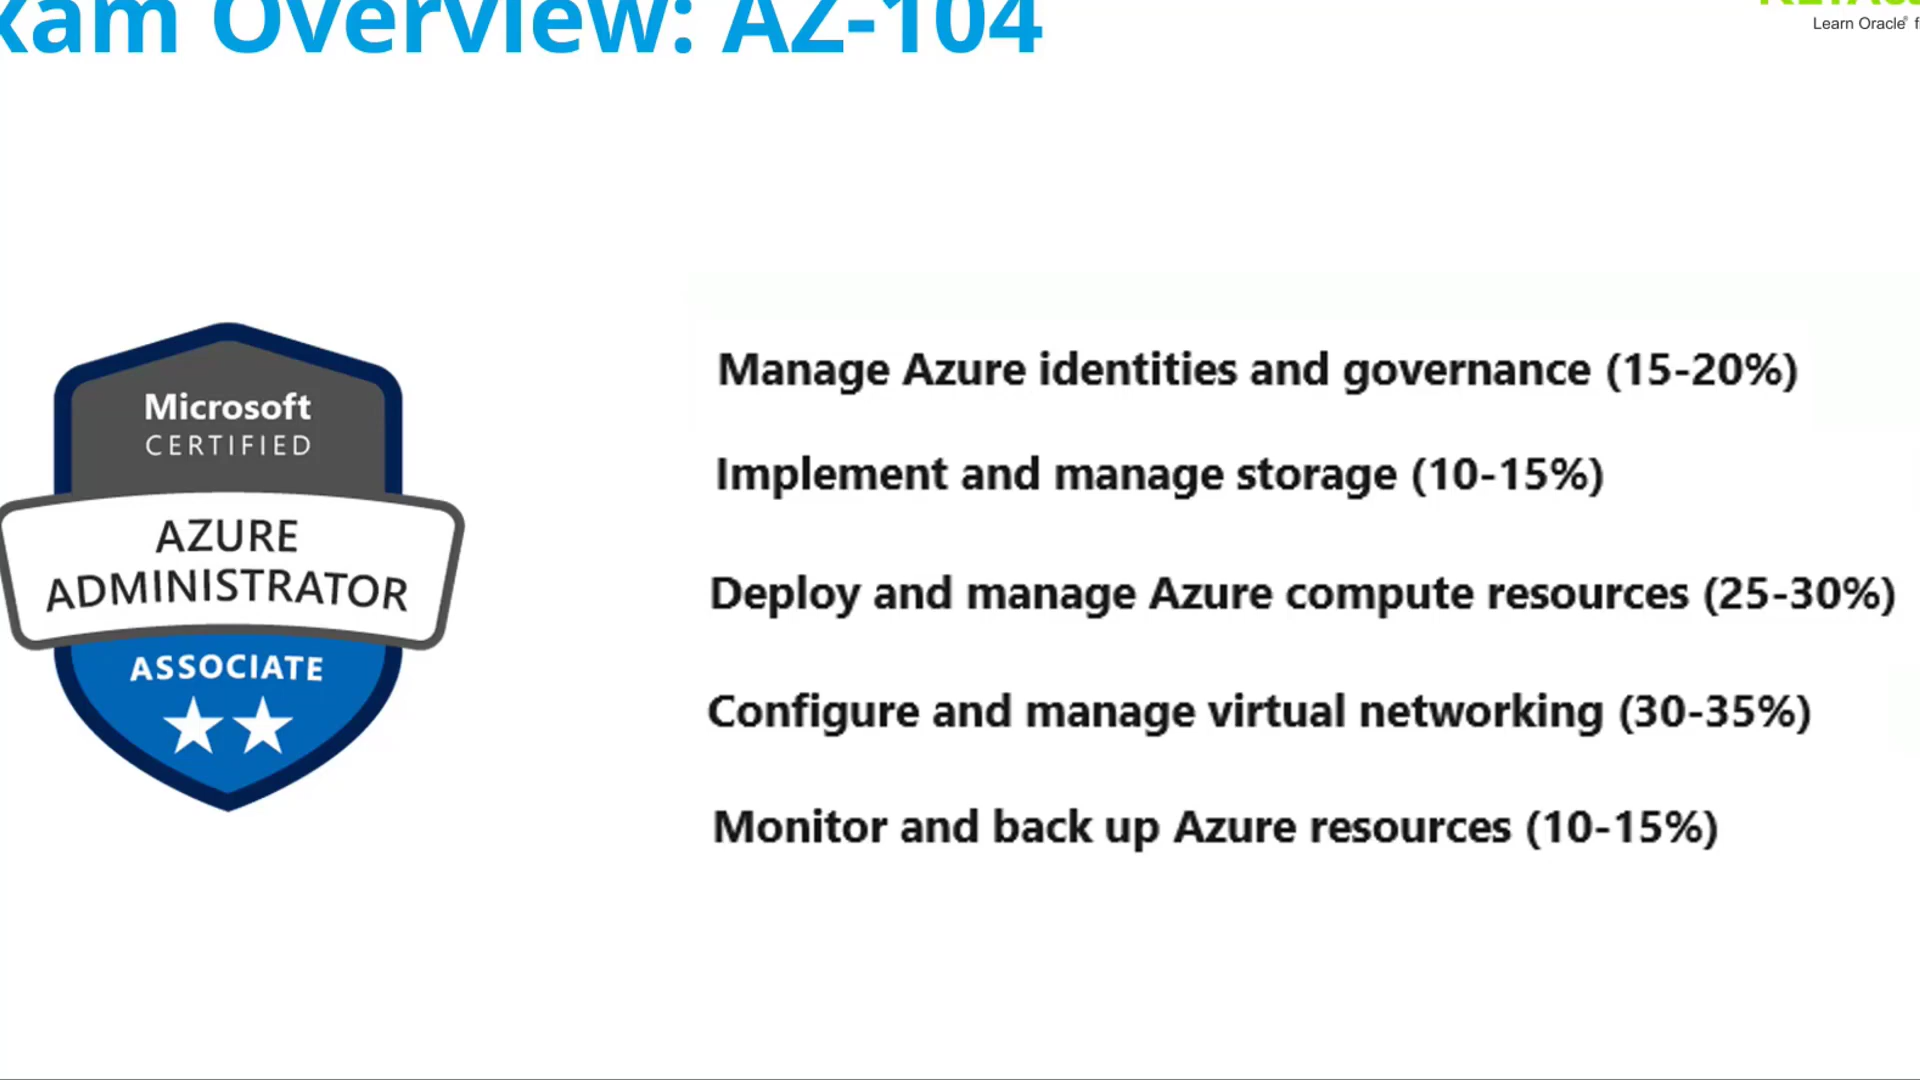 xam Overview: AZ-104
Learn Oracle
Microsoft
CERTIFIED
AZURE
ADMINISTRATOR
ASSOCIATE
Manage Azure identities and governance (15-20%)
Implement and manage storage (10-15%)
Deploy and manage Azure compute resources (25-30%)
Configure and manage virtual networking (30-35%)
Monitor and back up Azure resources (10-15%)